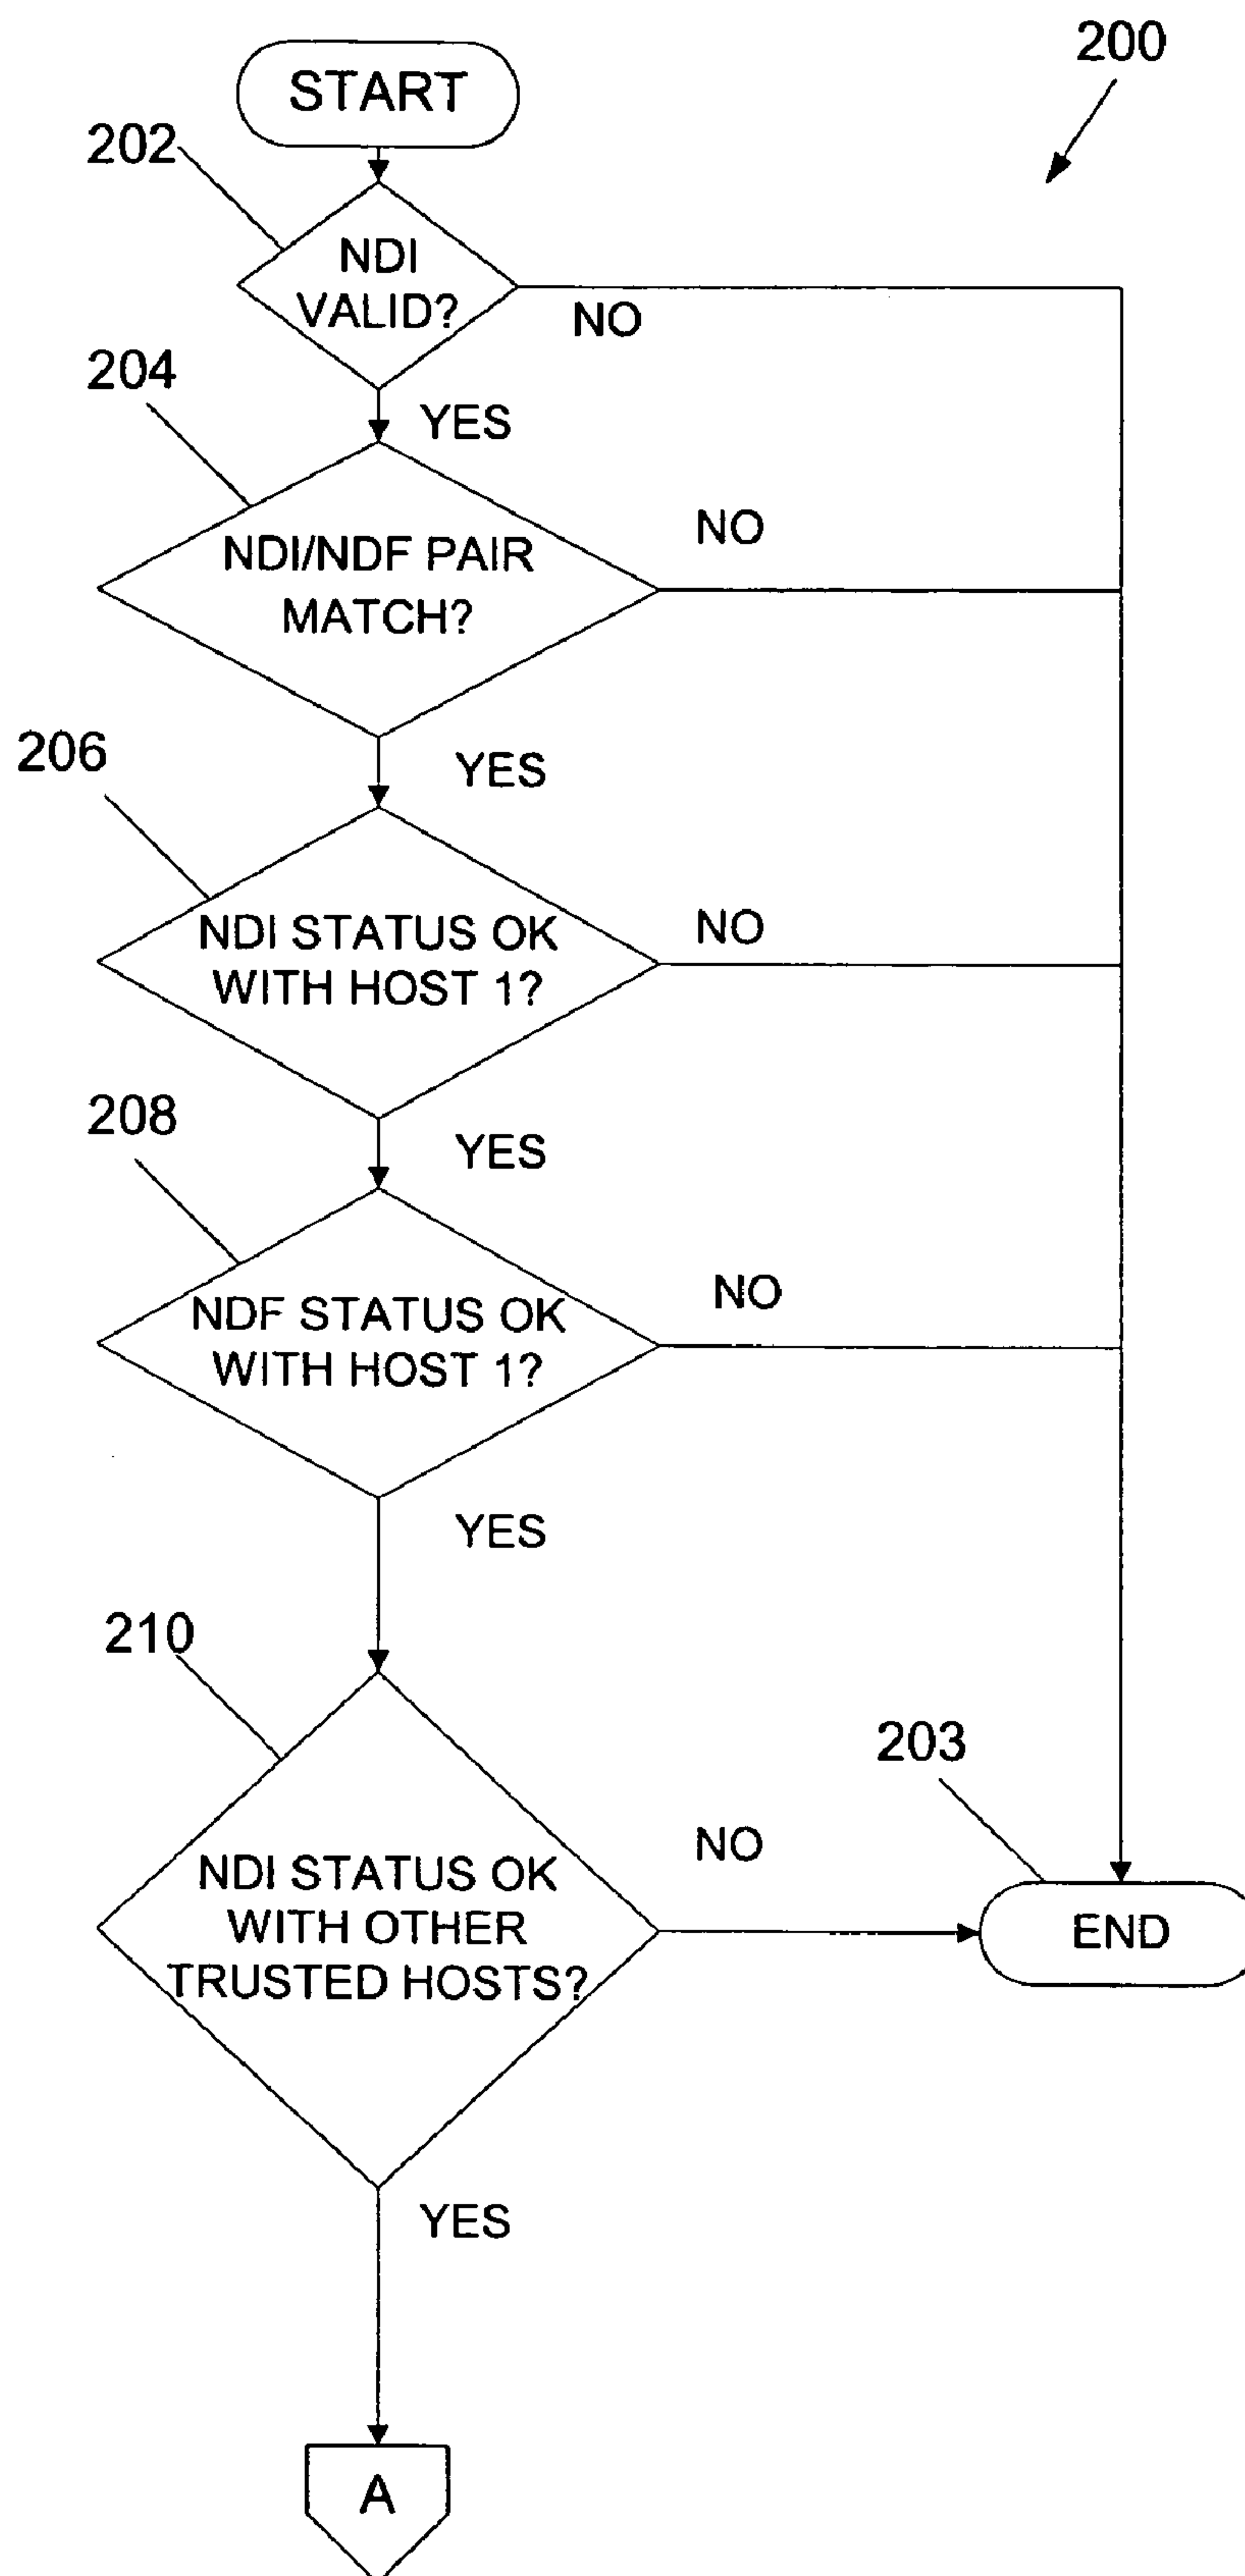 200
START
202
NDI
VALID?
NO
204
YES
NDI/NDF PAIR
MATCH?
NO
206
YES
NDI STATUS OK
WITH HOST 1?
NO
208
YES
NDF STATUS OK
WITH HOST 1?
NO
YES
210
203
NDI STATUS OK
WITH OTHER
TRUSTED HOSTS?
NO
END
YES
A